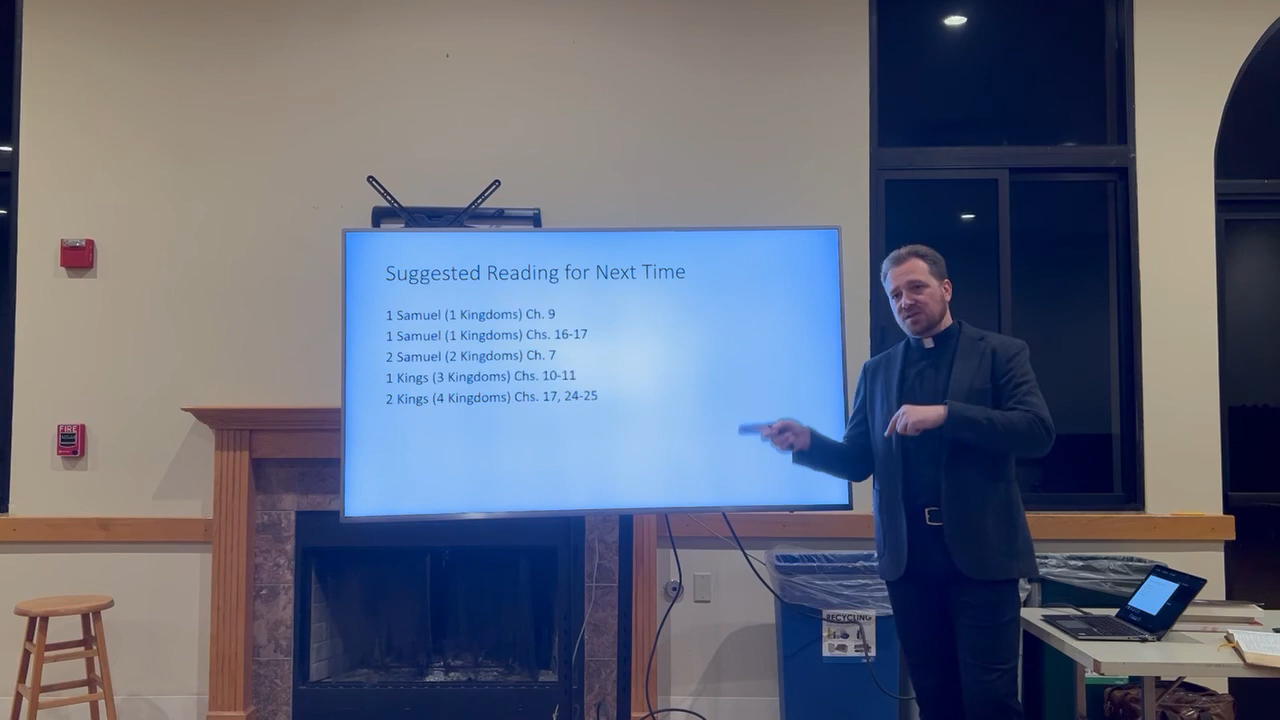 Suggested Reading for Next Time
1 Samuel (1 Kingdoms) Ch. 9
1 Samuel (1 Kingdoms) Chs. 16-17
2 Samuel (2 Kingdoms) Ch. 7
1 Kings (3 Kingdoms) Chs. 10-11
2 Kings (4 Kingdoms) Chs. 17, 24-25
FIRE
RECYCLING